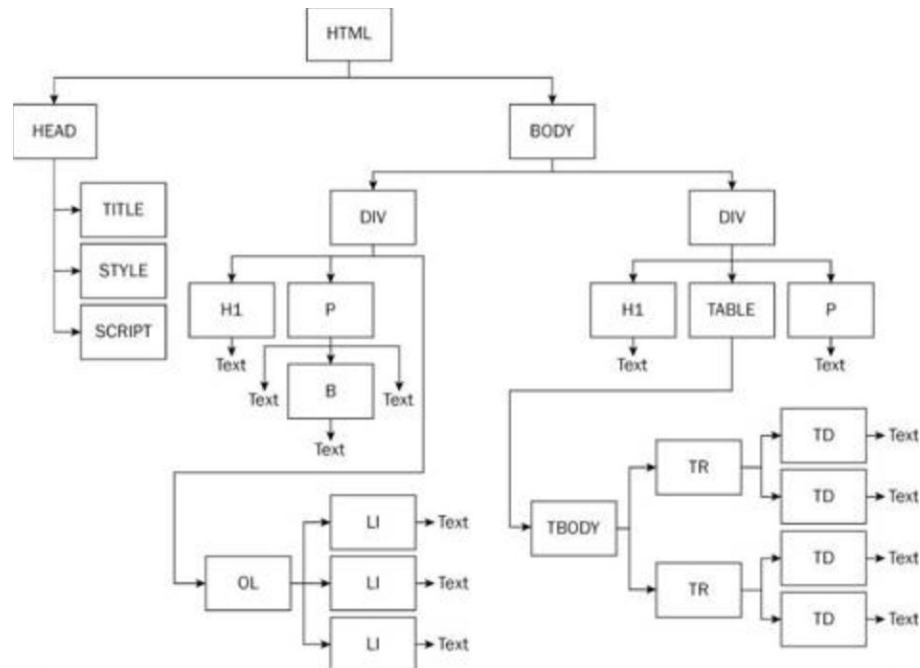 HTML
HEAD BODY
TITLE DIV DIV
STYLE
SCRIPT H1 P H1 TABLE P
Text Text Text
Text B Text
Text
TD Text
TR
LI Text TD Text
TBODY
OL LI Text TD Text
TR
LI Text TD Text